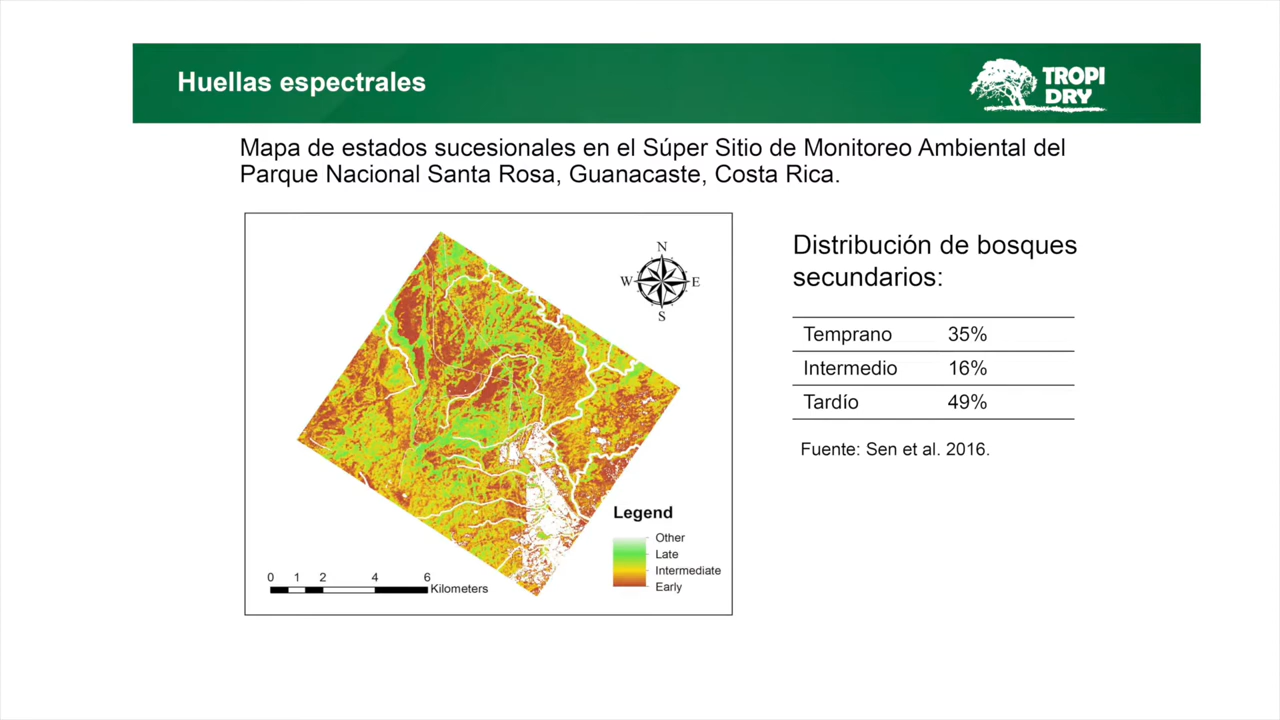 Huellas espectrales
TROPI
DRY
Mapa de estados sucesionales en el Súper Sitio de Monitoreo Ambiental del
Parque Nacional Santa Rosa, Guanacaste, Costa Rica.
N
W E
S
Legend
Other
Late
Intermediate
Early
0 1 2 4 6
Kilometers
Distribución de bosques
secundarios:
Temprano 35%
Intermedio 16%
Tardío 49%
Fuente: Sen et al. 2016.